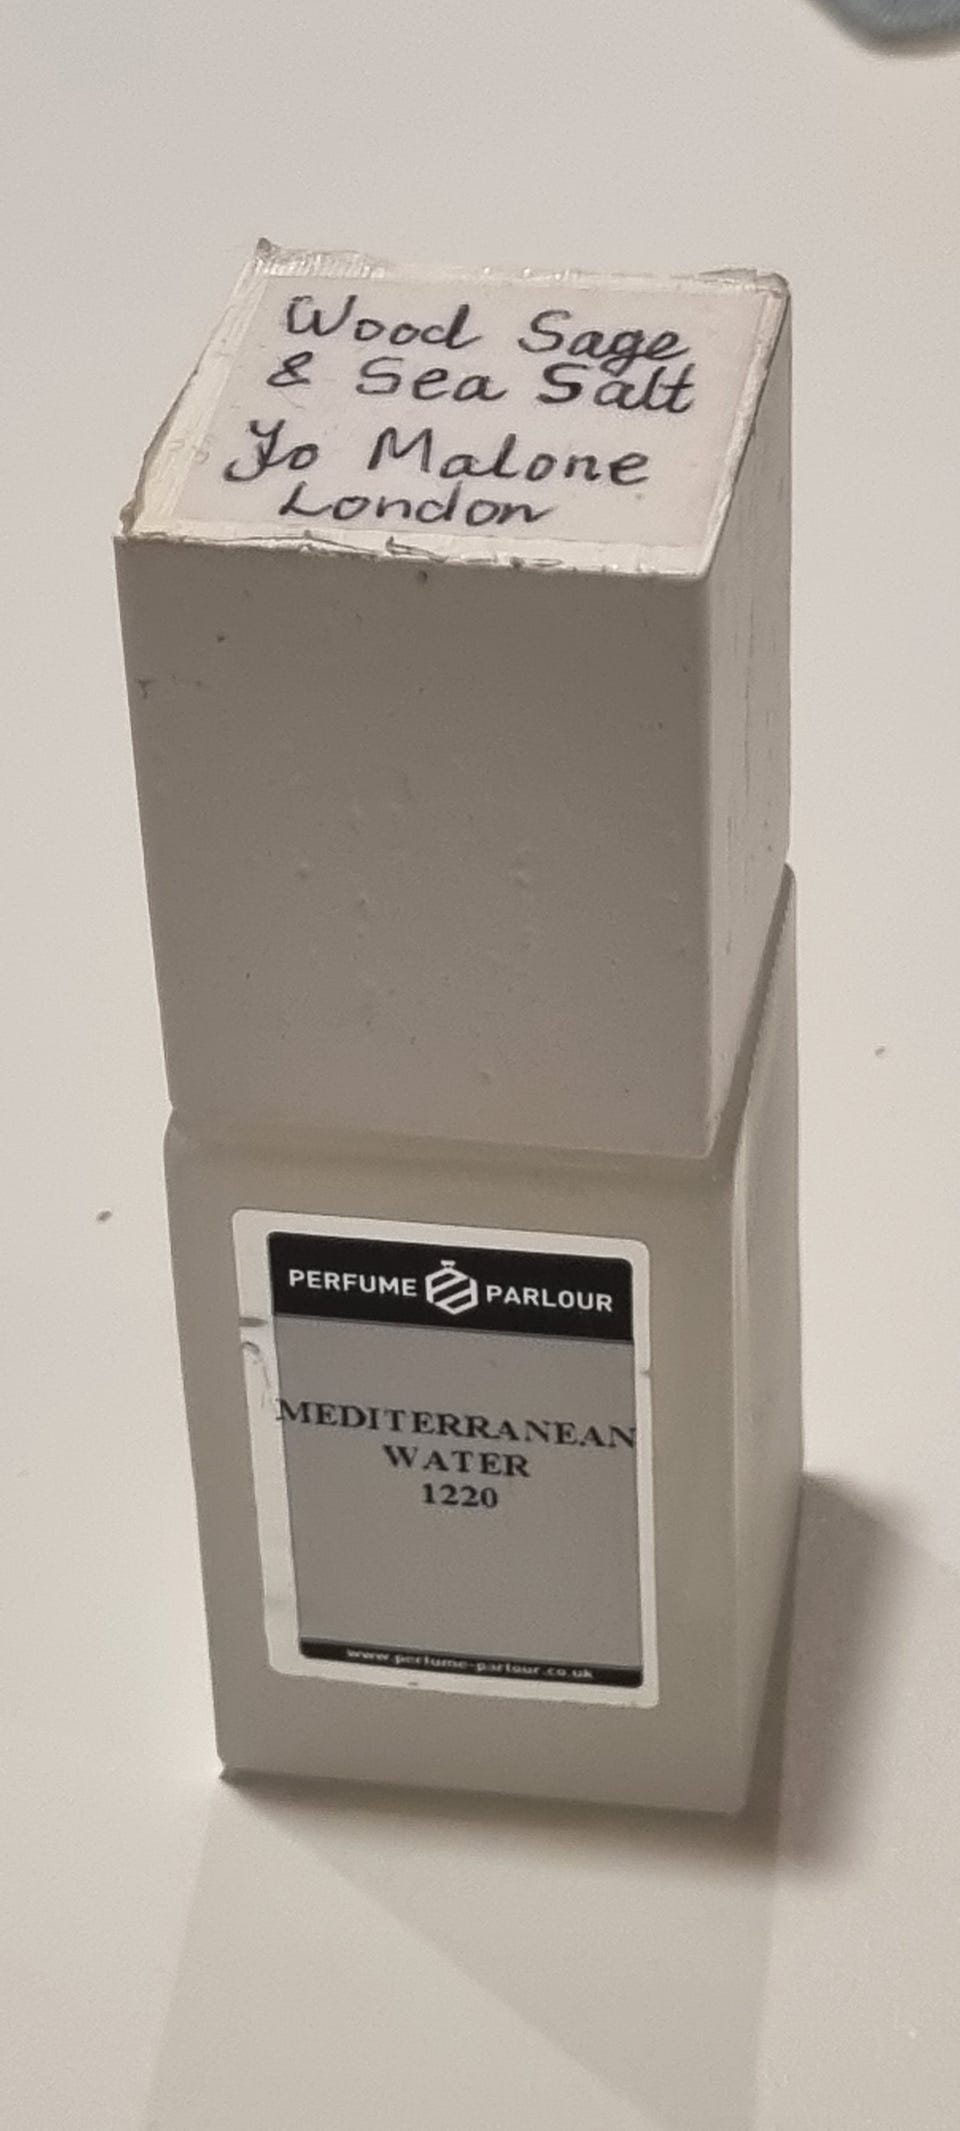 Wood Sage
& Sea Salt
Jo Malone
London
PERFUME PARLOUR
MEDITERRANEAN
WATER
1220
www.perfume-parlour.co.uk